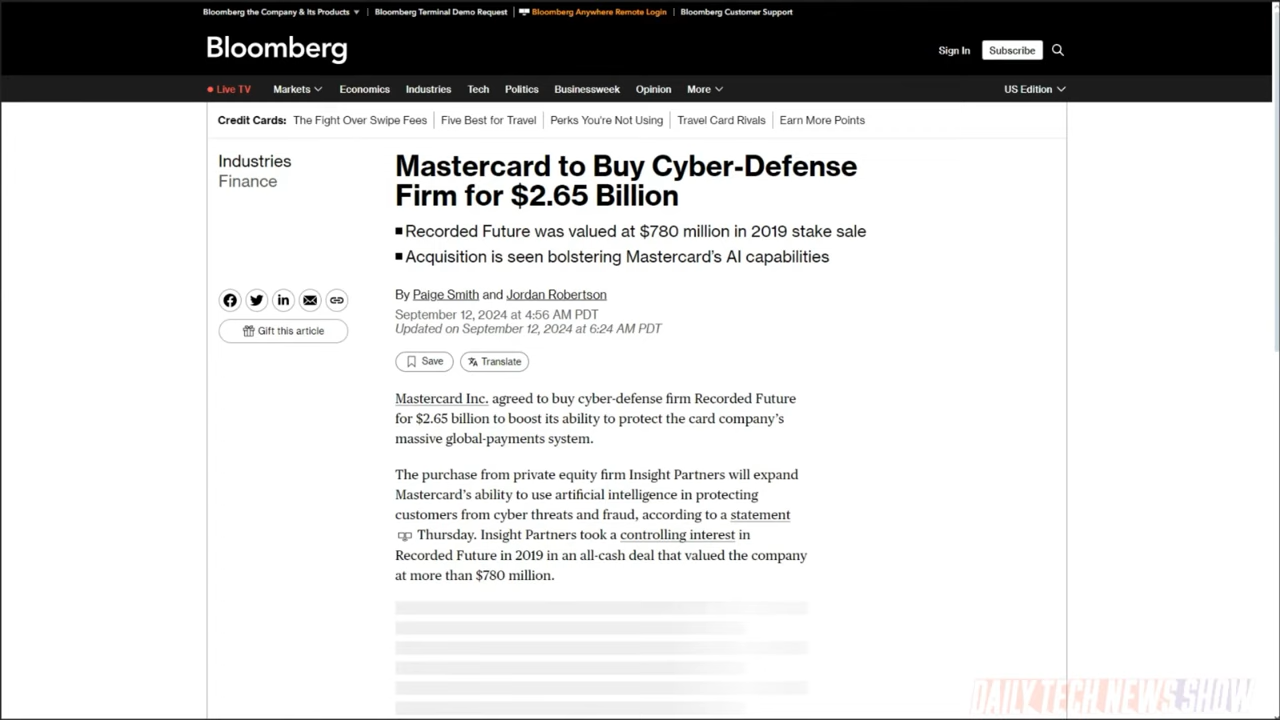 Bloomberg the Company & Its Products
Bloomberg Terminal Demo Request
Bloomberg Anywhere Remote Login
Bloomberg Customer Support
Bloomberg
Sign In
Subscribe
Live TV
Markets
Economics
Industries
Tech
Politics
Businessweek
Opinion
More
US Edition
Credit Cards:
The Fight Over Swipe Fees
Five Best for Travel
Perks You're Not Using
Travel Card Rivals
Earn More Points
Industries
Finance
Mastercard to Buy Cyber-Defense
Firm for $2.65 Billion
Recorded Future was valued at $780 million in 2019 stake sale
Acquisition is seen bolstering Mastercard's AI capabilities
By Paige Smith and Jordan Robertson
September 12, 2024 at 4:56 AM PDT
Updated on September 12, 2024 at 6:24 AM PDT
Gift this article
Save
Translate
Mastercard Inc. agreed to buy cyber-defense firm Recorded Future
for $2.65 billion to boost its ability to protect the card company's
massive global-payments system.
The purchase from private equity firm Insight Partners will expand
Mastercard's ability to use artificial intelligence in protecting
customers from cyber threats and fraud, according to a statement
Thursday. Insight Partners took a controlling interest in
Recorded Future in 2019 in an all-cash deal that valued the company
at more than $780 million.
DAILY TECH NEWS SHOW